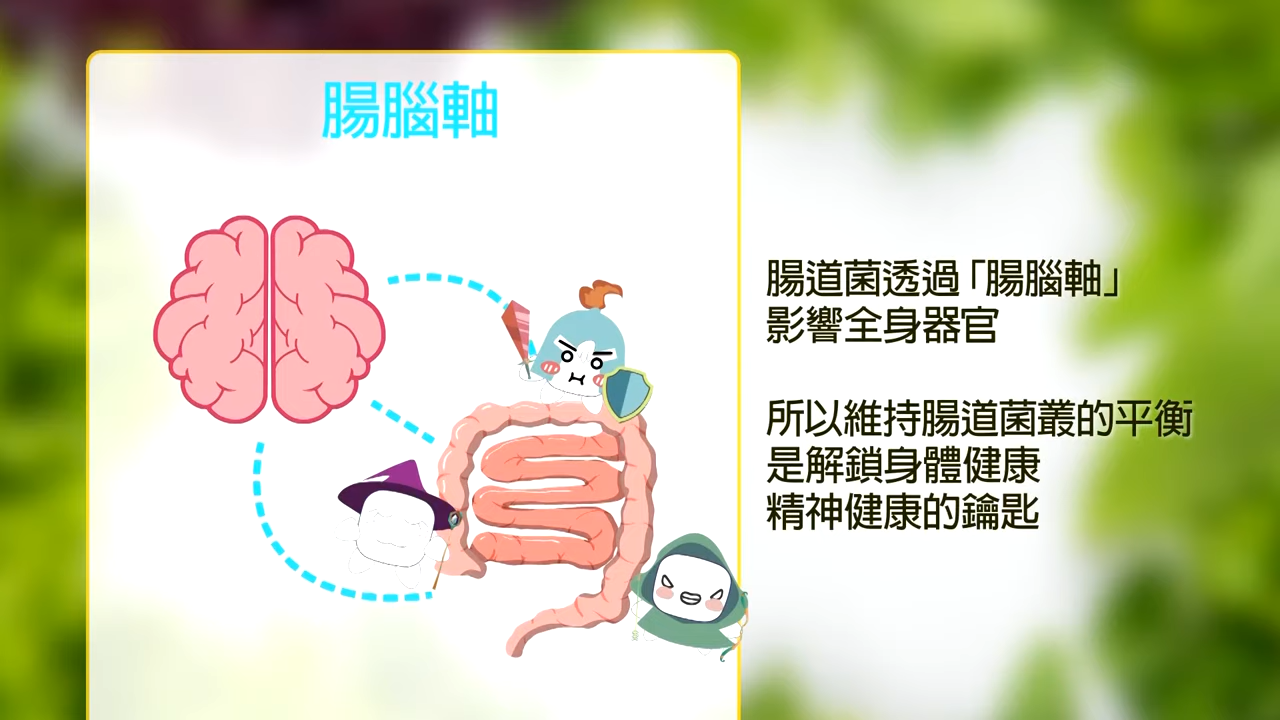 腸腦軸
腸道菌透過「腸腦軸」
影響全身器官
所以維持腸道菌叢的平衡
是解鎖身體健康
精神健康的鑰匙